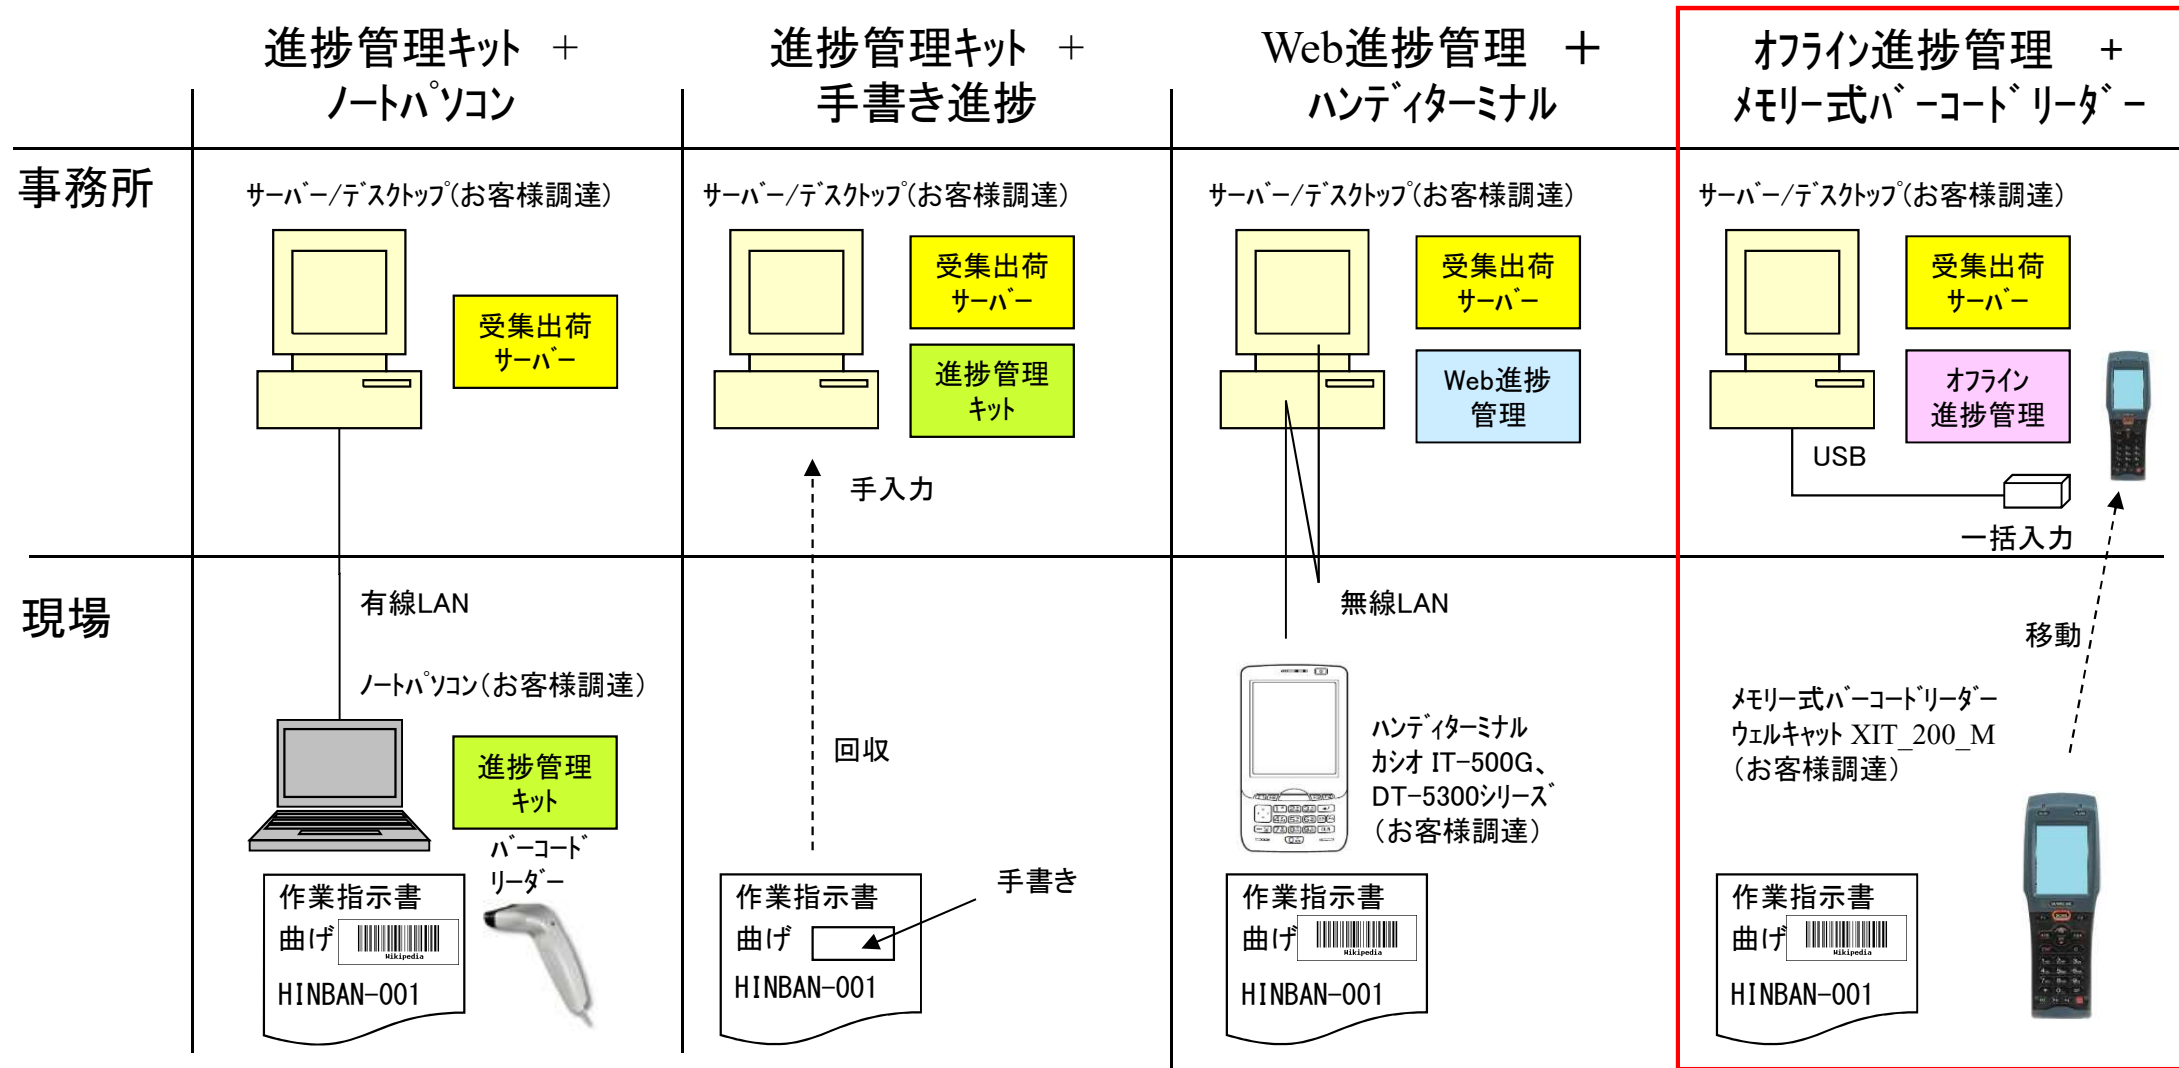 進捗管理キット +
ノートパソコン
進捗管理キット +
手書き進捗
Web進捗管理 ＋
ハンディターミナル
オフライン進捗管理 +
メモリー式バーコードリーダー
事務所
サーバー/デスクトップ(お客様調達)
受集出荷
サーバー
サーバー/デスクトップ(お客様調達)
受集出荷
サーバー
進捗管理
キット
手入力
サーバー/デスクトップ(お客様調達)
受集出荷
サーバー
Web進捗
管理
サーバー/デスクトップ(お客様調達)
受集出荷
サーバー
オフライン
進捗管理
USB
一括入力
現場
有線LAN
ノートパソコン(お客様調達)
進捗管理
キット
バーコード
リーダー
作業指示書
曲げ
Wikipedia
HINBAN-001
回収
手書き
作業指示書
曲げ
HINBAN-001
無線LAN
ハンディターミナル
カシオ IT-500G、
DT-5300シリーズ
(お客様調達)
作業指示書
曲げ
Wikipedia
HINBAN-001
移動
メモリー式バーコードリーダー
ウェルキャット XIT_200_M
(お客様調達)
作業指示書
曲げ
Wikipedia
HINBAN-001